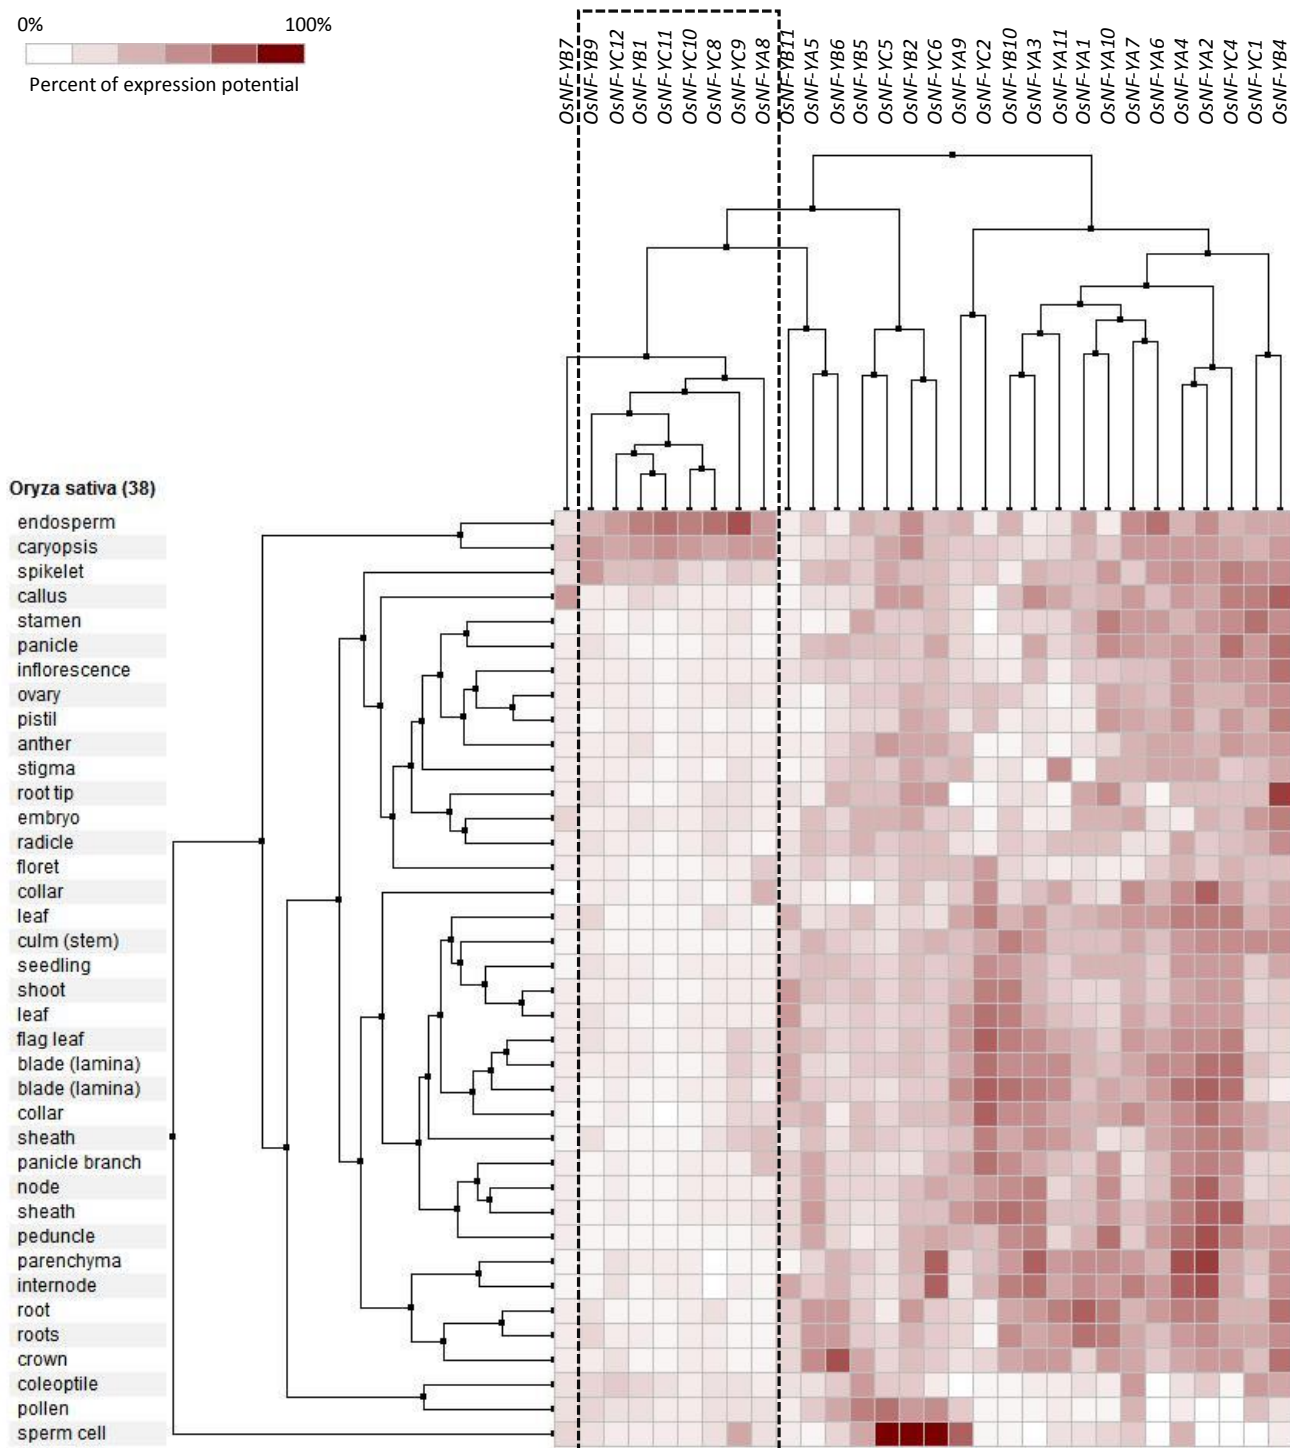 0% 100%
Percent of expression potential
OsNF-YB7
OsNF-YB9
OsNF-YC12
OsNF-YB1
OsNF-YC11
OsNF-YC10
OsNF-YC8
OsNF-YC9
OsNF-YA8
OsNF-YB11
OsNF-YA5
OsNF-YB6
OsNF-YB5
OsNF-YC5
OsNF-YB2
OsNF-YC6
OsNF-YA9
OsNF-YC2
OsNF-YB10
OsNF-YA3
OsNF-YA11
OsNF-YA1
OsNF-YA10
OsNF-YA7
OsNF-YA6
OsNF-YA4
OsNF-YA2
OsNF-YC4
OsNF-YC1
OsNF-YB4
Oryza sativa (38)
endosperm
caryopsis
spikelet
callus
stamen
panicle
inflorescence
ovary
pistil
anther
stigma
root tip
embryo
radicle
floret
collar
leaf
culm (stem)
seedling
shoot
leaf
flag leaf
blade (lamina)
blade (lamina)
collar
sheath
panicle branch
node
sheath
peduncle
parenchyma
internode
root
roots
crown
coleoptile
pollen
sperm cell